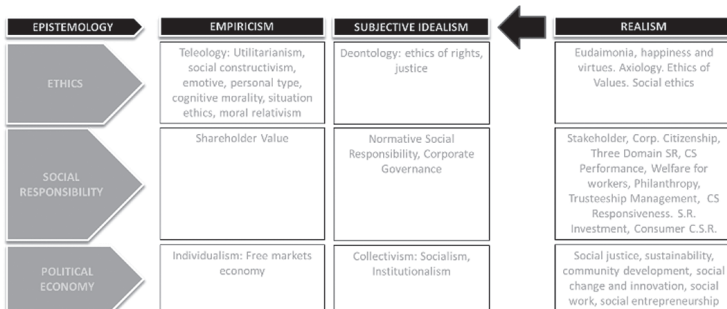 EPISTEMOLOGY
EMPIRICISM
SUBJECTIVE IDEALISM
REALISM
ETHICS
Teleology: Utilitarianism,
social constructivism,
emotive, personal type,
cognitive morality, situation
ethics, moral relativism
Deontology: ethics of rights,
justice
Eudaimonia, happiness and
virtues. Axiology. Ethics of
Values. Social ethics
SOCIAL
RESPONSIBILITY
Shareholder Value
Normative Social
Responsibility, Corporate
Governance
Stakeholder, Corp. Citizenship,
Three Domain SR, CS
Performance, Welfare for
workers, Philanthropy,
Trusteeship Management, CS
Responsiveness. S.R.
Investment, Consumer C.S.R.
POLITICAL
ECONOMY
Individualism: Free markets
economy
Collectivism: Socialism,
Institutionalism
Social justice, sustainability,
community development, social
change and innovation, social
work, social entrepreneurship